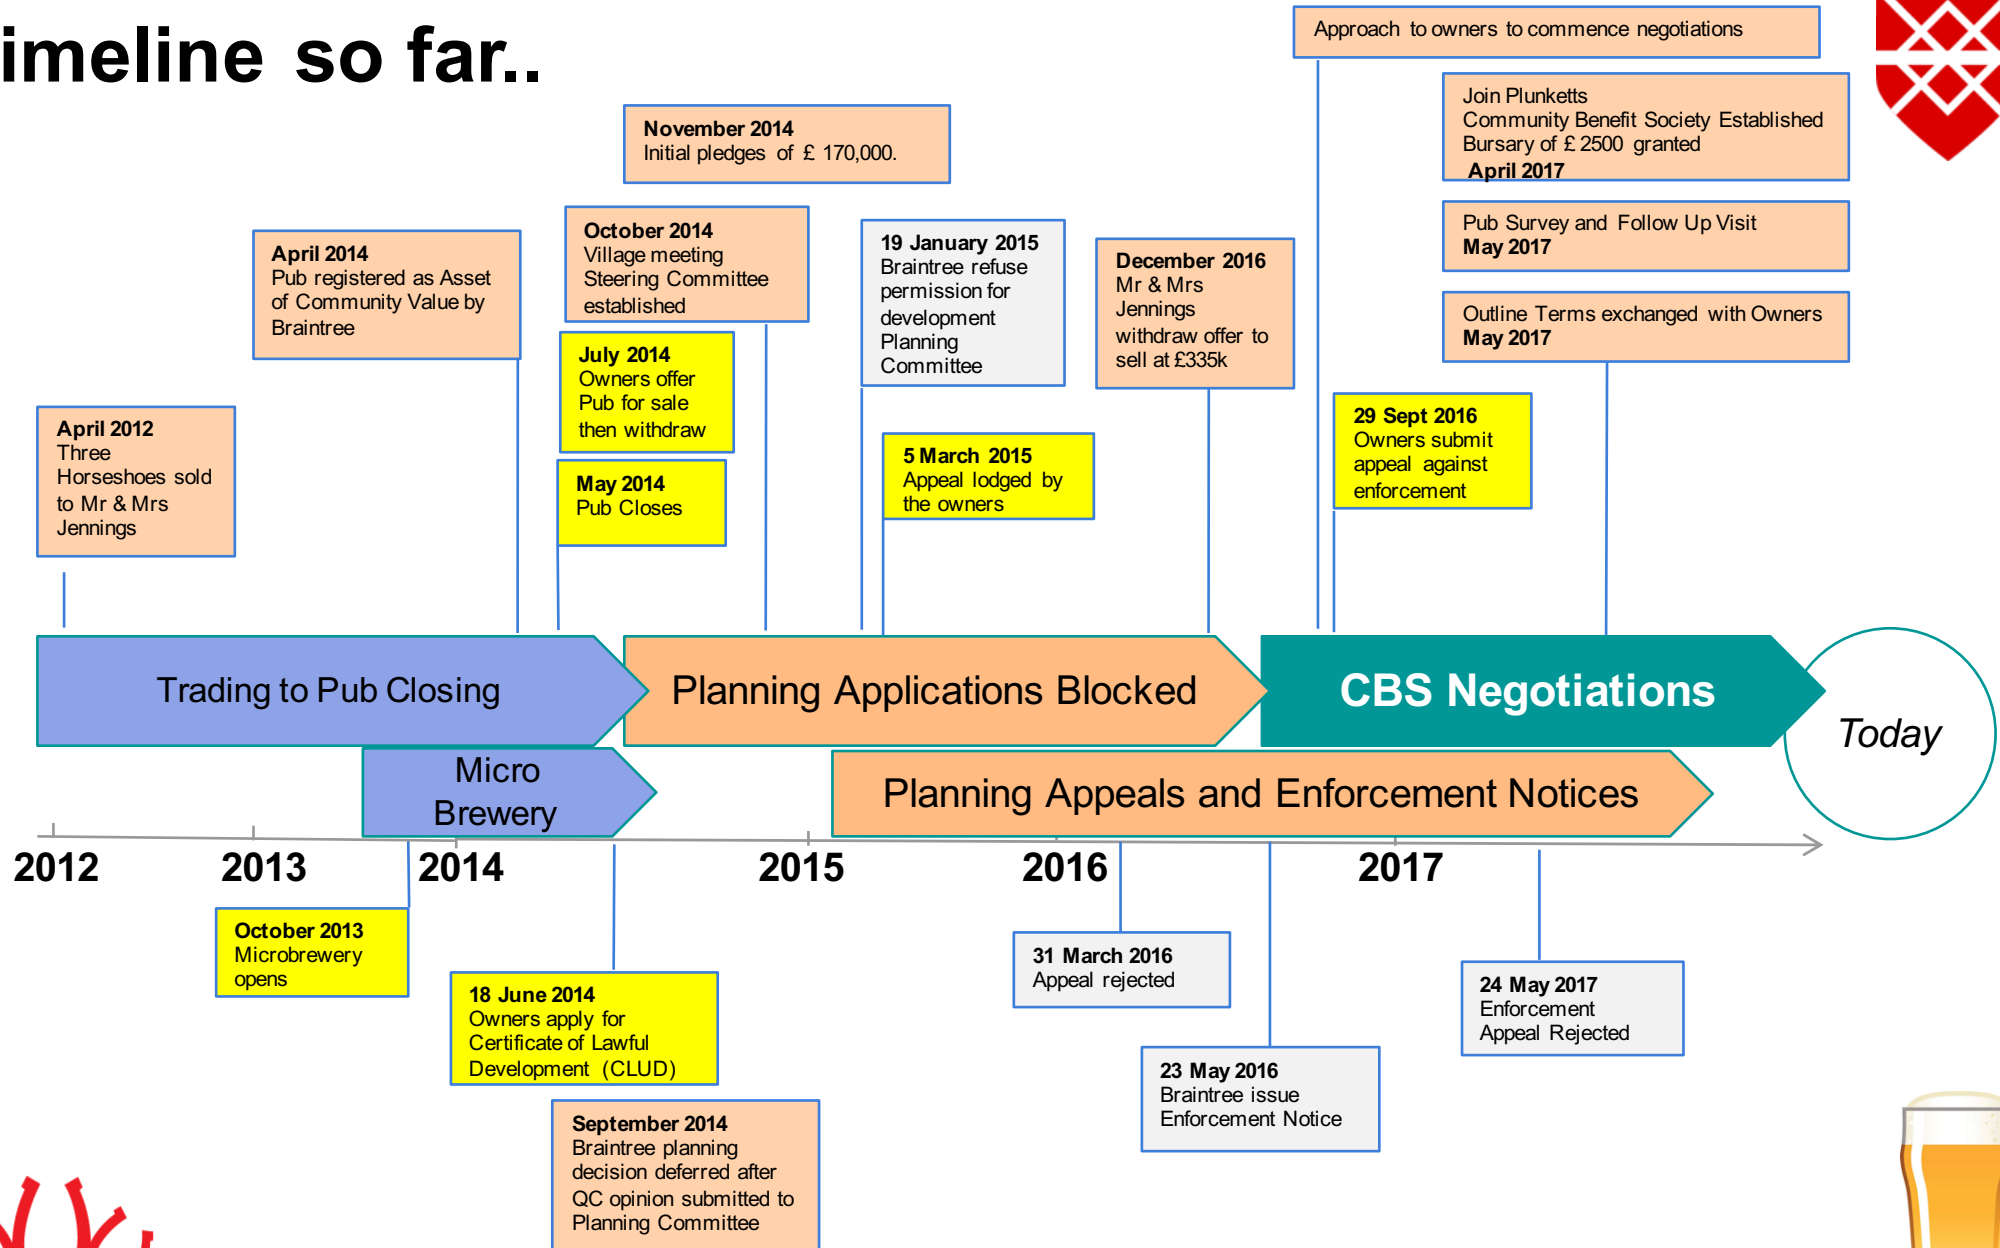 imeline so far..
Approach to owners to commence negotiations
Join Plunketts
Community Benefit Society Established
Bursary of £ 2500 granted
April 2017
November 2014
Initial pledges of £ 170,000.
Pub Survey and Follow Up Visit
May 2017
April 2014
Pub registered as Asset
of Community Value by
Braintree
October 2014
Village meeting
Steering Committee
established
19 January 2015
Braintree refuse
permission for
development
Planning
Committee
December 2016
Mr & Mrs
Jennings
withdraw offer to
sell at £335k
Outline Terms exchanged with Owners
May 2017
July 2014
Owners offer
Pub for sale
then withdraw
29 Sept 2016
Owners submit
appeal against
enforcement
April 2012
Three
Horseshoes sold
to Mr & Mrs
Jennings
5 March 2015
Appeal lodged by
the owners
May 2014
Pub Closes
Trading to Pub Closing
Planning Applications Blocked
CBS Negotiations
Today
Micro
Brewery
Planning Appeals and Enforcement Notices
2012
2013
2014
2015
2016
2017
October 2013
Microbrewery
opens
31 March 2016
Appeal rejected
24 May 2017
Enforcement
Appeal Rejected
18 June 2014
Owners apply for
Certificate of Lawful
Development (CLUD)
23 May 2016
Braintree issue
Enforcement Notice
September 2014
Braintree planning
decision deferred after
QC opinion submitted to
Planning Committee